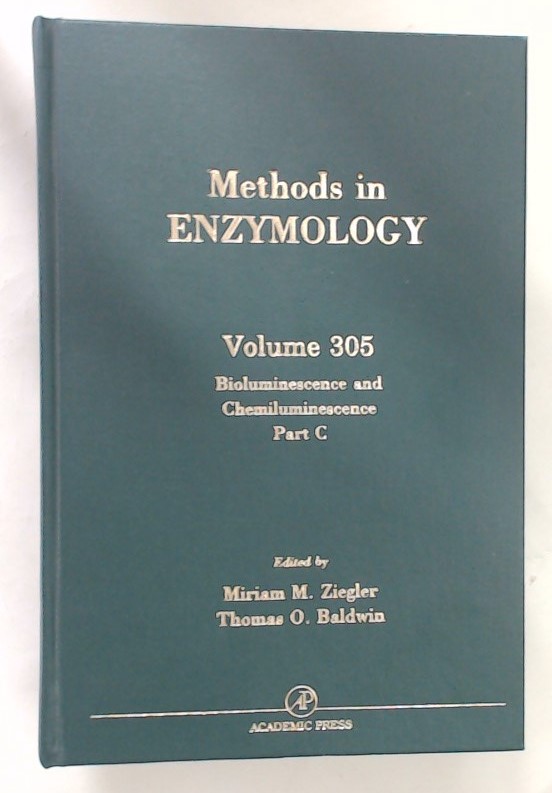 Methods in
ENZYMOLOGY
Volume 305
Bioluminescence and
Chemiluminescence
Part C
Edited by
Miriam M. Ziegler
Thomas O. Baldwin
AP
ACADEMIC PRESS